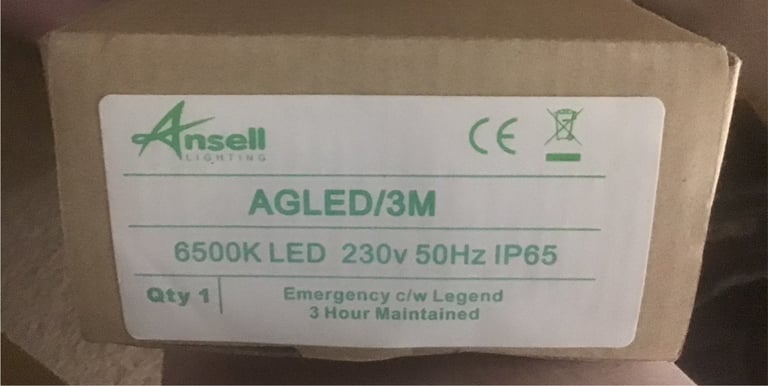 Ansell
LIGHTING
CE
AGLED/3M
6500K LED 230v 50Hz IP65
Qty 1
Emergency c/w Legend
3 Hour Maintained